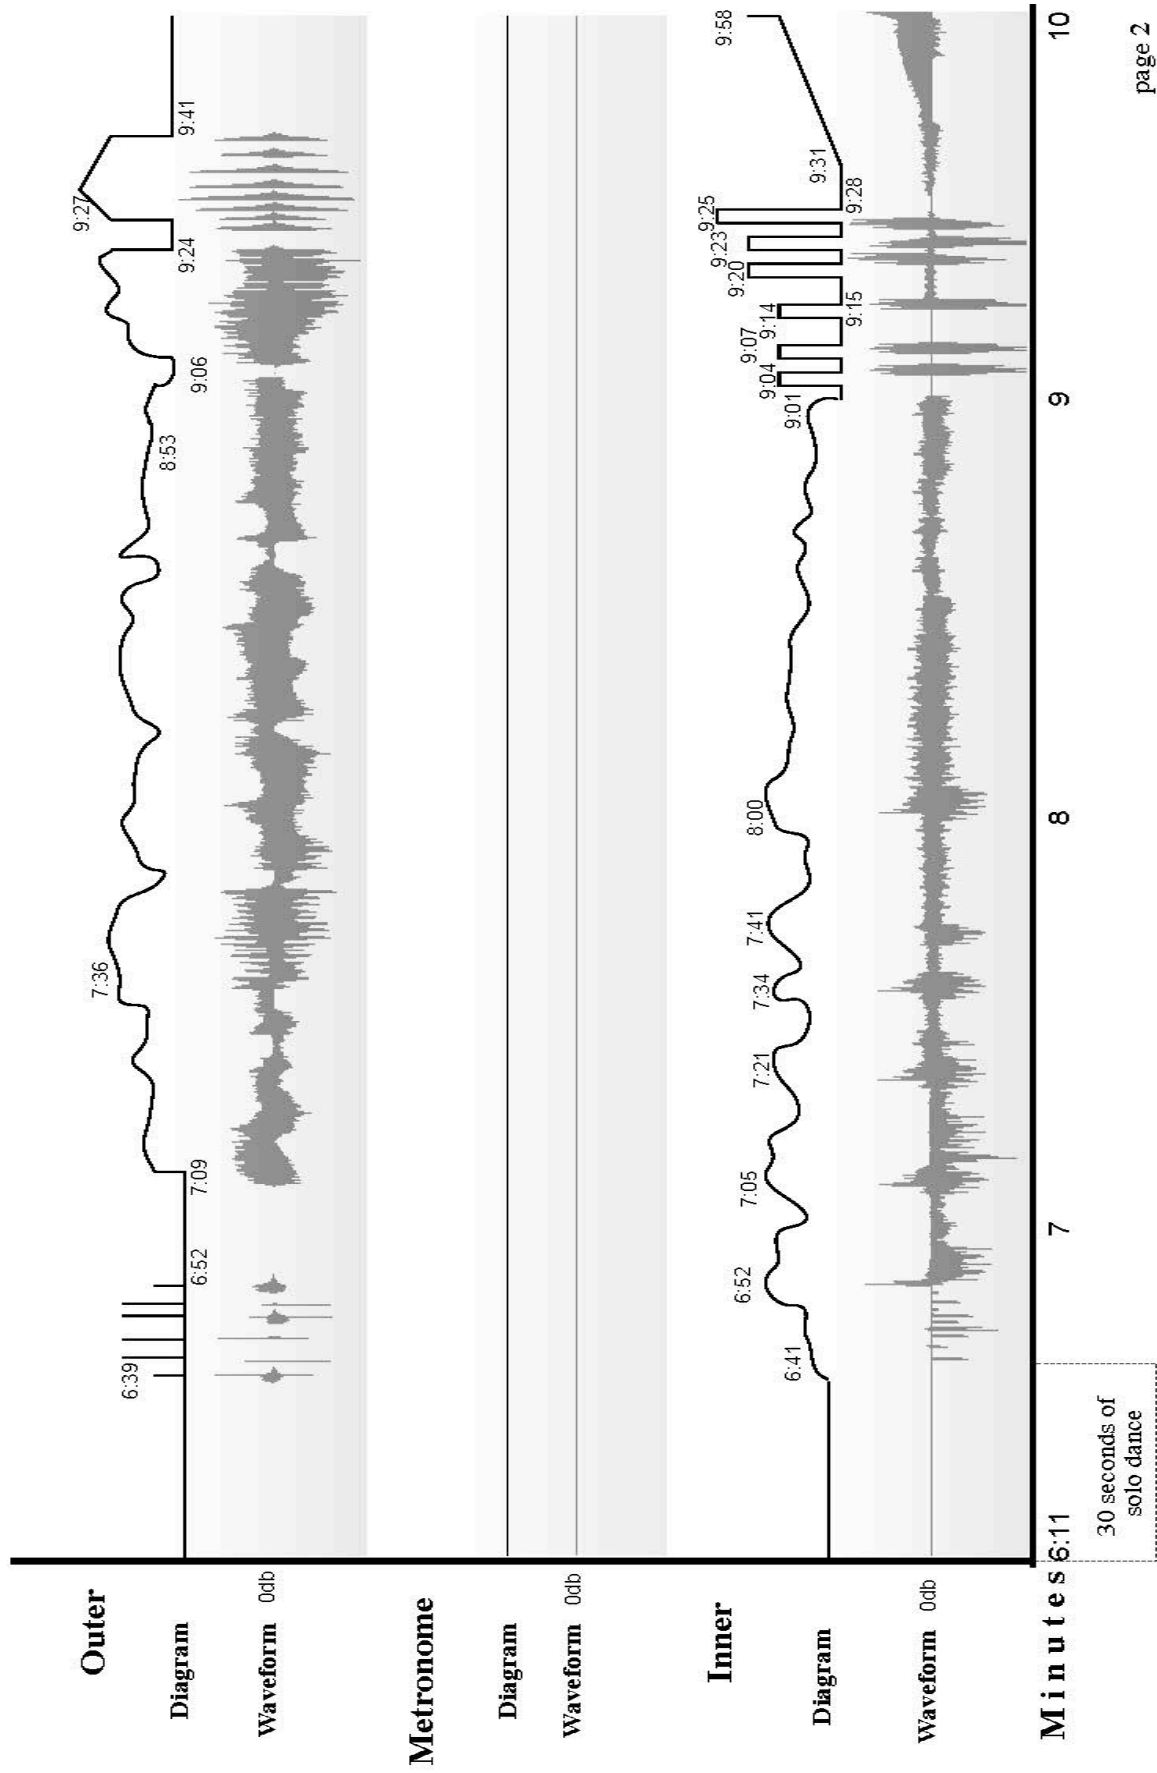 Outer
6:39
6:52
7:09
7:36
8:53
9:06
9:24
9:27
9:41
Diagram
Waveform 0db
Metronome
Diagram
Waveform 0db
Inner
6:41
6:52
7:05
7:21
7:34
7:41
8:00
9:01
9:04
9:07
9:14
9:15
9:20
9:23
9:25
9:28
9:31
9:58
Diagram
Waveform 0db
Minutes 6:11 7 8 9 10
30 seconds of
solo dance
page 2